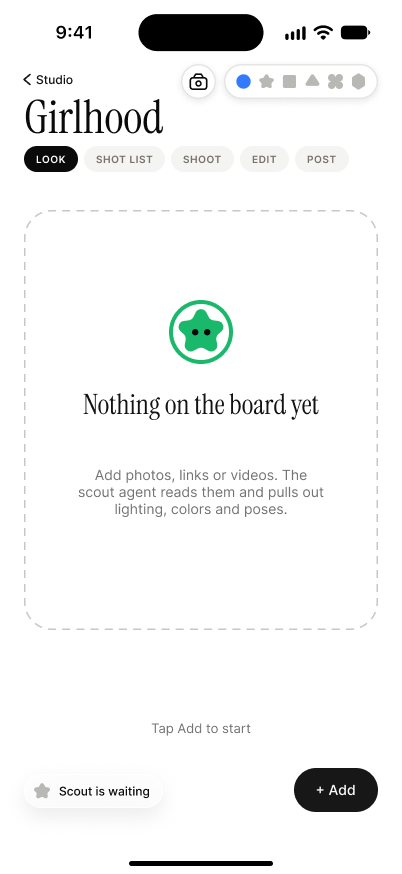 9:41
Studio
Girlhood
LOOK
SHOT LIST
SHOOT
EDIT
POST
Nothing on the board yet
Add photos, links or videos. The
scout agent reads them and pulls out
lighting, colors and poses.
Tap Add to start
Scout is waiting
+ Add